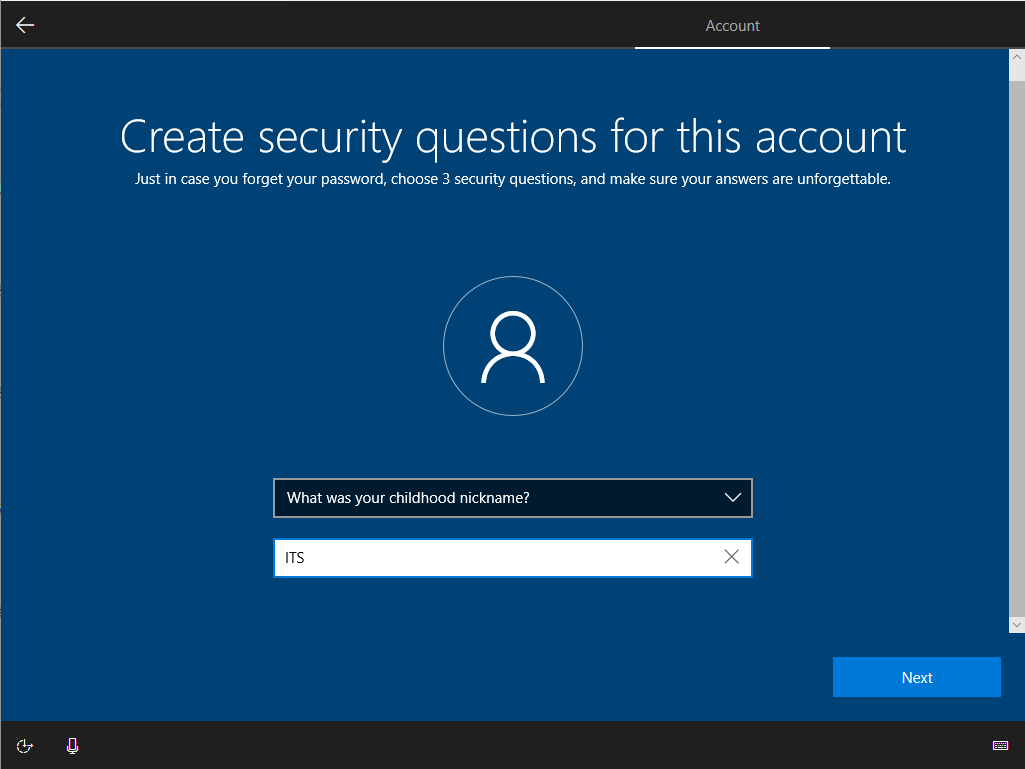 Account
Create security questions for this account
Just in case you forget your password, choose 3 security questions, and make sure your answers are unforgettable.
What was your childhood nickname?
ITS
Next